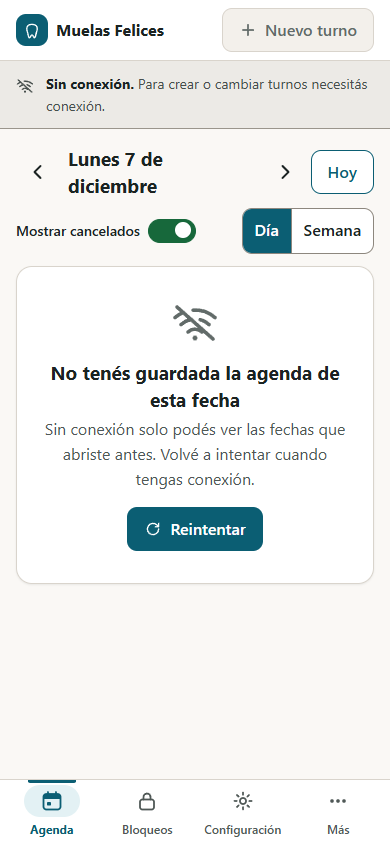 Muelas Felices
Nuevo turno
Sin conexión. Para crear o cambiar turnos necesitás
conexión.
Lunes 7 de
diciembre
Hoy
Mostrar cancelados
Día
Semana
No tenés guardada la agenda de
esta fecha
Sin conexión solo podés ver las fechas que
abriste antes. Volvé a intentar cuando
tengas conexión.
Reintentar
Agenda
Bloqueos
Configuración
Más